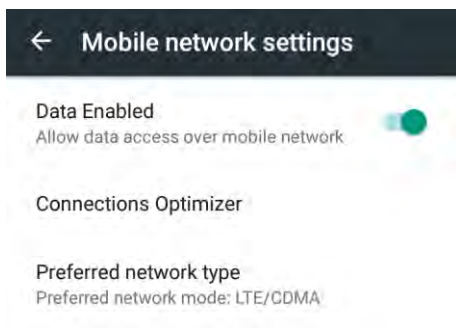 Mobile network settings
Data Enabled
Allow data access over mobile network
Connections Optimizer
Preferred network type
Preferred network mode: LTE/CDMA